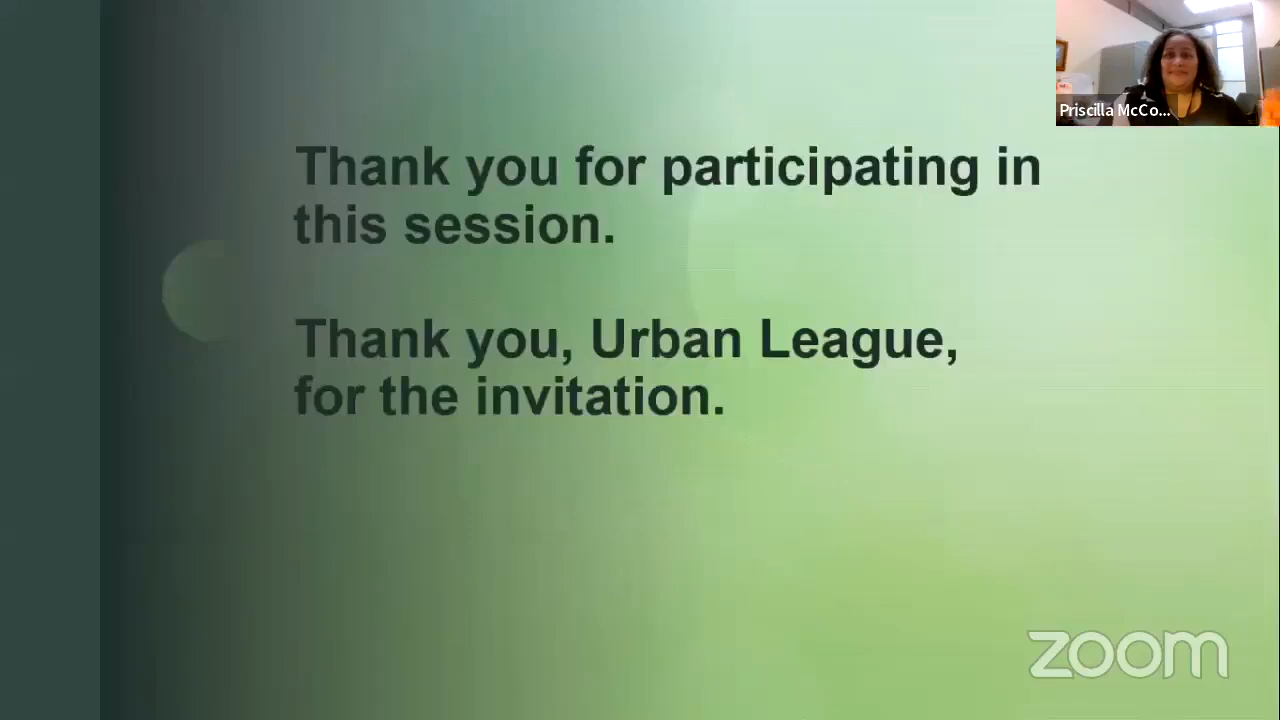 Priscilla McCo...
Thank you for participating in
this session.
Thank you, Urban League,
for the invitation.
zoom